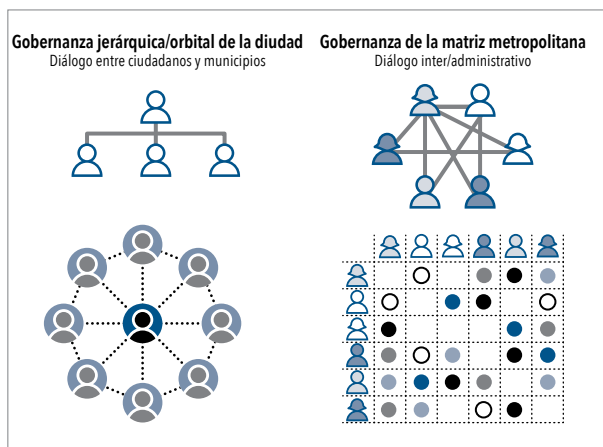 Gobernanza jerárquica/orbital de la diudad
Diálogo entre ciudadanos y municipios
Gobernanza de la matriz metropolitana
Diálogo inter/administrativo